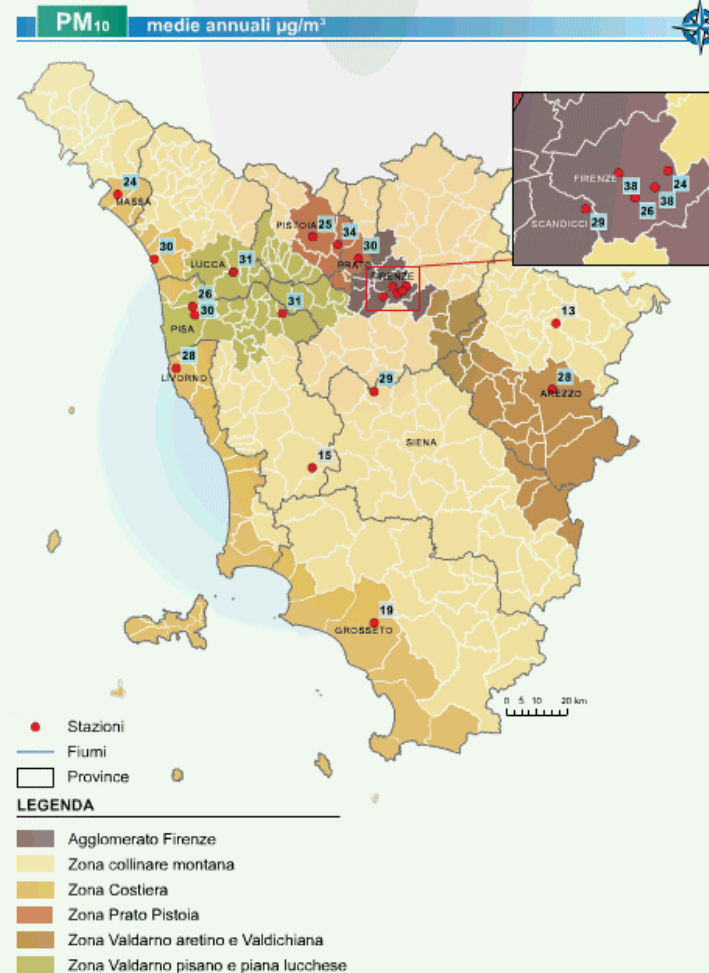 PM10 medie annuali µg/m³
24
MASSA
30
LUCCA
31
PISTOIA
25
34
30
PRATO
FIRENZE
26
30
PISA
31
28
LIVORNO
29
13
28
AREZZO
SIENA
15
19
GROSSETO
FIRENZE
38
24
38
26
SCANDICCI
29
0 5 10 20 km
Stazioni
Fiumi
Province
LEGENDA
Agglomerato Firenze
Zona collinare montana
Zona Costiera
Zona Prato Pistoia
Zona Valdarno aretino e Valdichiana
Zona Valdarno pisano e piana lucchese